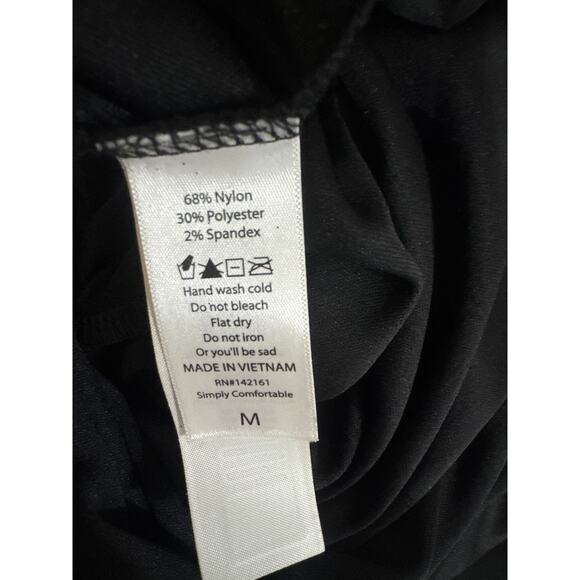 68% Nylon
30% Polyester
2% Spandex
Hand wash cold
Do not bleach
Flat dry
Do not iron
Or you'll be sad
MADE IN VIETNAM
RN#142161
Simply Comfortable
M